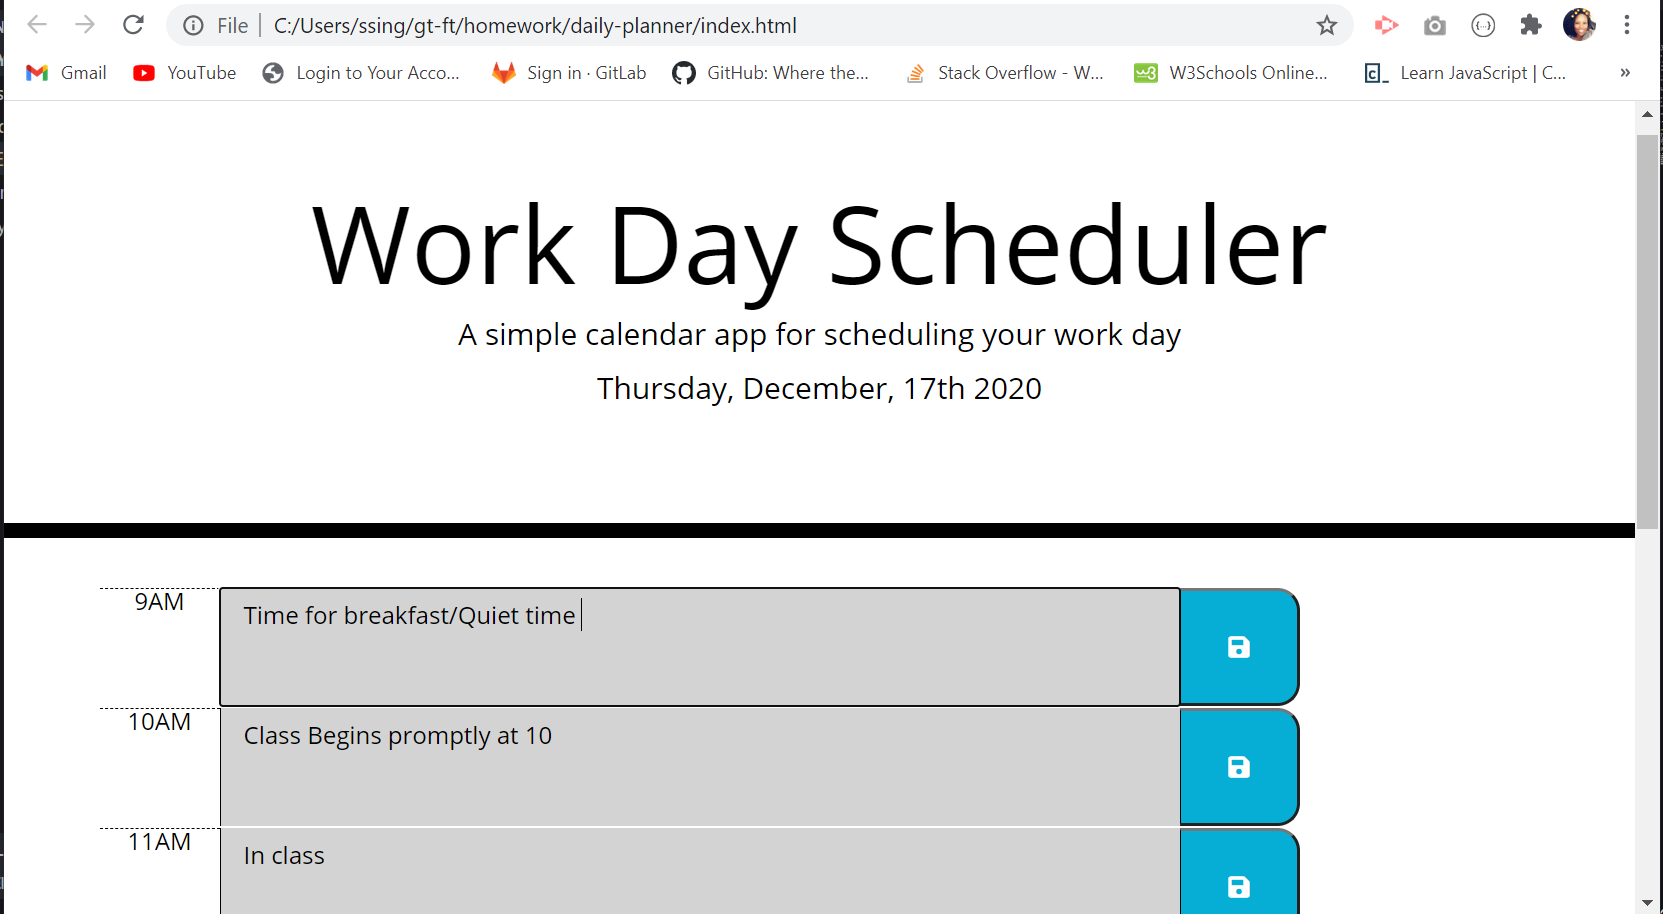 File C:/Users/ssing/gt-ft/homework/daily-planner/index.html
Gmail YouTube Login to Your Acco... Sign in · GitLab GitHub: Where the... Stack Overflow - W... W3Schools Online... Learn JavaScript | C... »
Work Day Scheduler
A simple calendar app for scheduling your work day
Thursday, December, 17th 2020
9AM Time for breakfast/Quiet time
10AM Class Begins promptly at 10
11AM In class